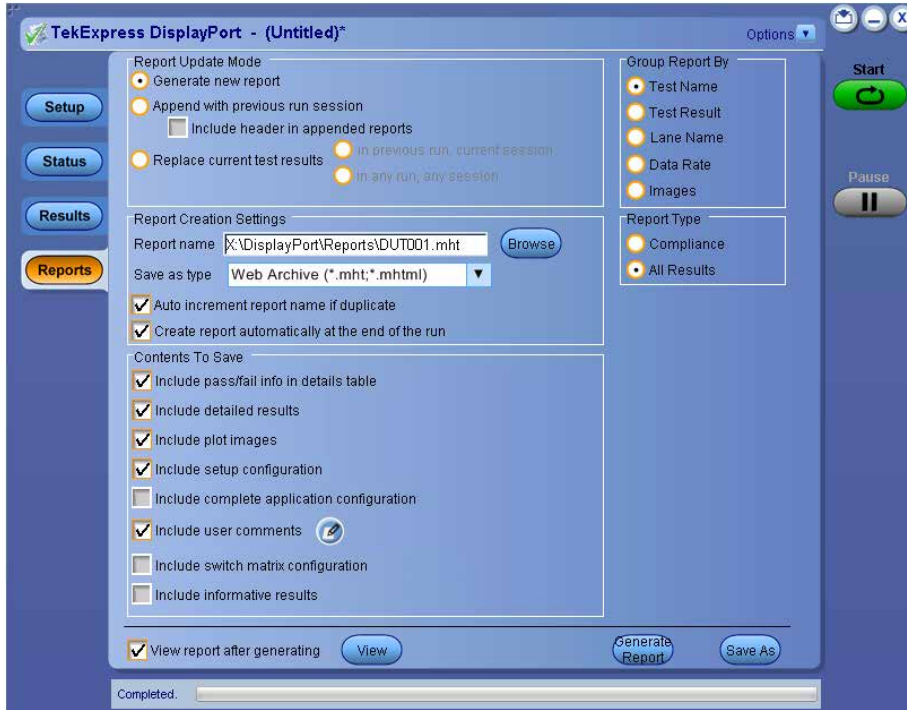 TekExpress DisplayPort - (Untitled)*
Options
Setup
Status
Results
Reports
Report Update Mode
Generate new report
Append with previous run session
Include header in appended reports
Replace current test results
In previous run, current session
In any run, any session
Report Creation Settings
Report name X:\DisplayPort\Reports\DUT001.mht Browse
Save as type Web Archive (*.mht;*.mhtml)
Auto increment report name if duplicate
Create report automatically at the end of the run
Contents To Save
Include pass/fail info in details table
Include detailed results
Include plot images
Include setup configuration
Include complete application configuration
Include user comments
Include switch matrix configuration
Include informative results
View report after generating View
Generate
Report
Save As
Group Report By
Test Name
Test Result
Lane Name
Data Rate
Images
Report Type
Compliance
All Results
Start
Pause
Completed.